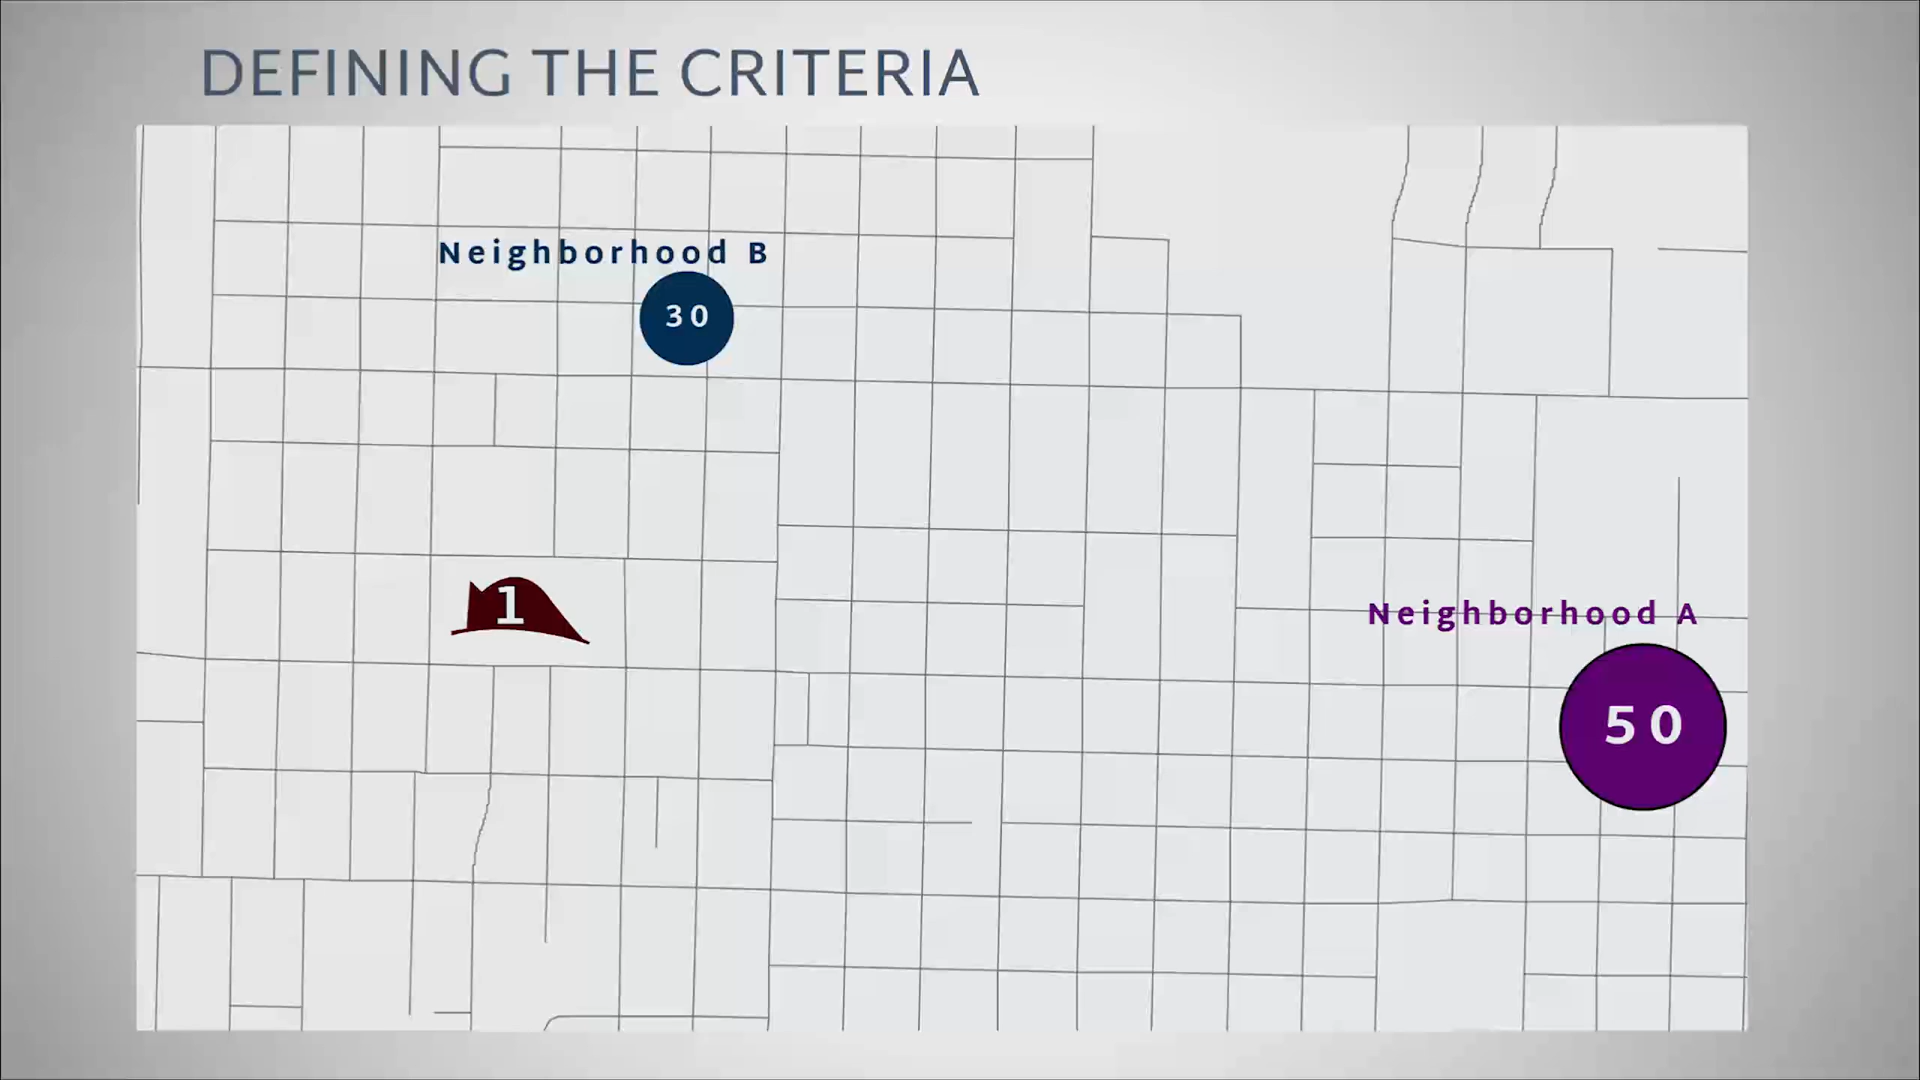 DEFINING THE CRITERIA
Neighborhood B
30
1
Neighborhood A
50